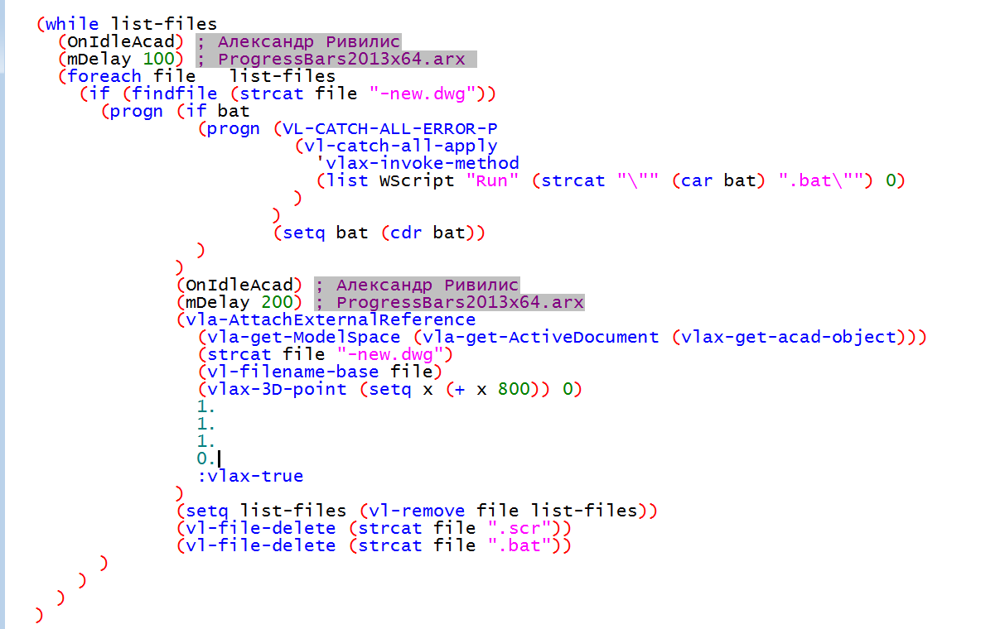 (while list-files
(OnIdleAcad) ; Александр Ривилис
(mDelay 100) ; ProgressBars2013x64.arx
(foreach file list-files
(if (findfile (strcat file "-new.dwg"))
(progn (if bat
(progn (VL-CATCH-ALL-ERROR-P
(vl-catch-all-apply
'vlax-invoke-method
(list WScript "Run" (strcat "\"" (car bat) ".bat\"") 0)
)
)
(setq bat (cdr bat))
)
)
(OnIdleAcad) ; Александр Ривилис
(mDelay 200) ; ProgressBars2013x64.arx
(vla-AttachExternalReference
(vla-get-ModelSpace (vla-get-ActiveDocument (vlax-get-acad-object)))
(strcat file "-new.dwg")
(vl-filename-base file)
(vlax-3D-point (setq x (+ x 800)) 0)
1.
1.
1.
0.
:vlax-true
)
(setq list-files (vl-remove file list-files))
(vl-file-delete (strcat file ".scr"))
(vl-file-delete (strcat file ".bat"))
)
)
)
)